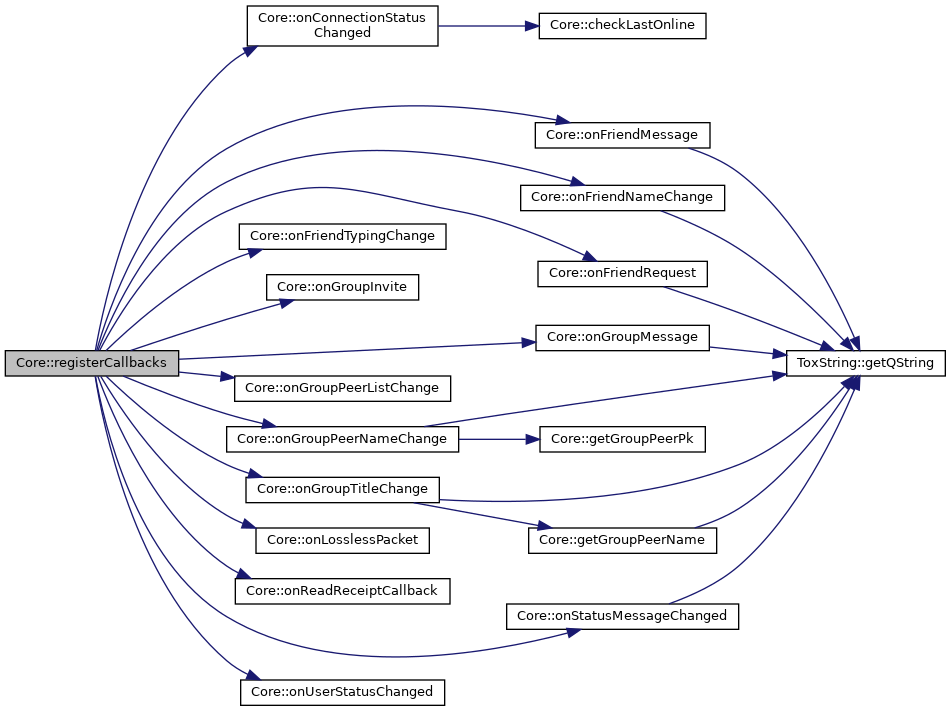 Core::onConnectionStatus
Changed
Core::checkLastOnline
Core::onFriendMessage
Core::onFriendNameChange
Core::onFriendTypingChange
Core::onFriendRequest
Core::onGroupInvite
Core::onGroupMessage
Core::registerCallbacks
ToxString::getQString
Core::onGroupPeerListChange
Core::onGroupPeerNameChange
Core::getGroupPeerPk
Core::onGroupTitleChange
Core::onLosslessPacket
Core::getGroupPeerName
Core::onReadReceiptCallback
Core::onStatusMessageChanged
Core::onUserStatusChanged